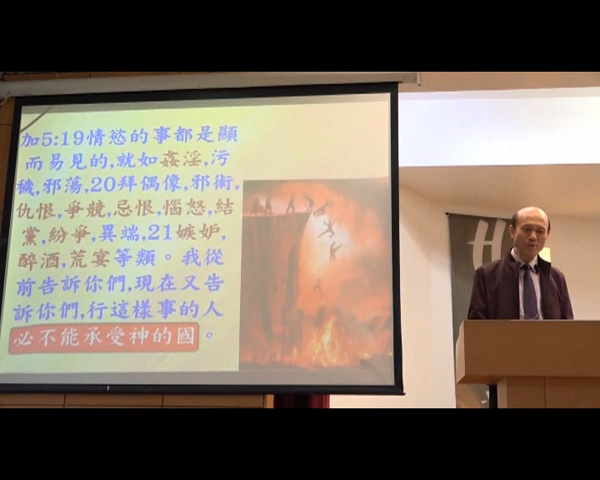 加5:19情慾的事都是顯
而易見的,就如姦淫,污
穢,邪蕩,20拜偶像,邪術,
仇恨,爭競,忌恨,惱怒,結
黨,紛爭,異端,21嫉妒,
醉酒,荒宴等類。我從
前告訴你們,現在又告
訴你們,行這樣事的人
必不能承受神的國。